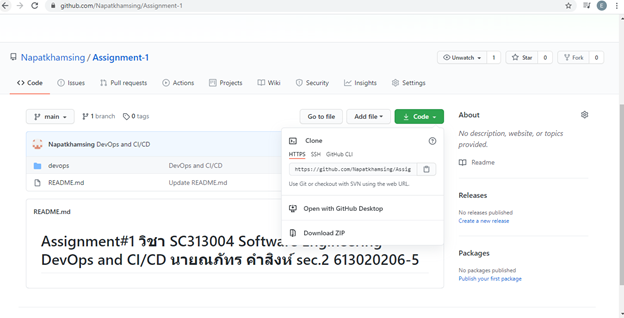 github.com/Napatkhamsing/Assignment-1
E
Napatkhamsing / Assignment-1
Unwatch 1 Star 0 Fork 0
Code Issues Pull requests Actions Projects Wiki Security Insights Settings
main 1 branch 0 tags Go to file Add file Code
Napatkhamsing DevOps and CI/CD
devops DevOps and CI/CD
README.md Update README.md
Clone
HTTPS SSH GitHub CLI
https://github.com/Napatkhamsing/Assig
Use Git or checkout with SVN using the web URL.
Open with GitHub Desktop
Download ZIP
README.md
Assignment#1 วิชา SC313004 Software Engineering
DevOps and CI/CD นายณภัทร คำสิงห์ sec.2 613020206-5
About
No description, website, or topics
provided.
Readme
Releases
No releases published
Create a new release
Packages
No packages published
Publish your first package